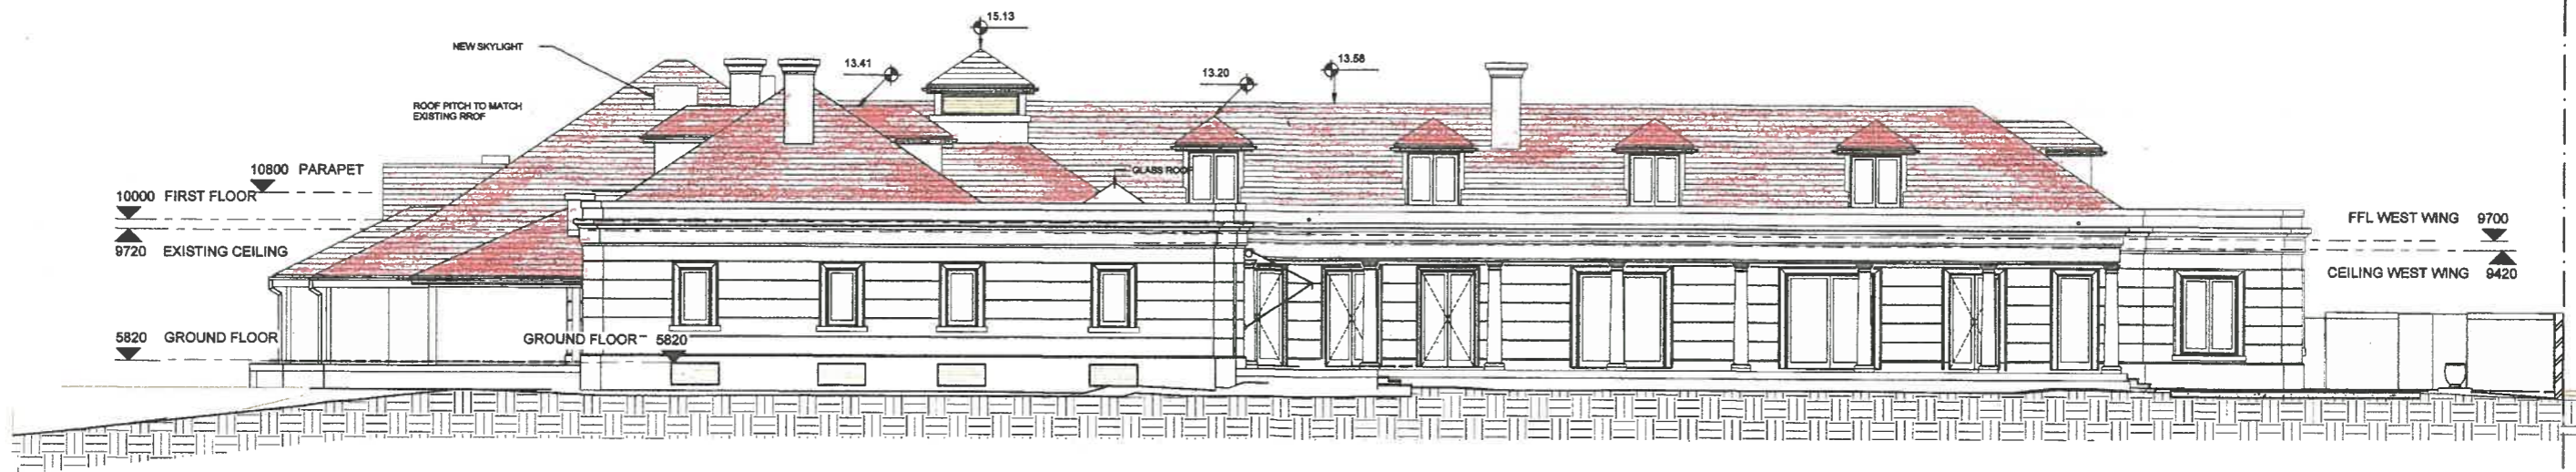 15.13
NEW SKYLIGHT
13.41
13.20
13.58
ROOF PITCH TO MATCH
EXISTING RROF
10800 PARAPET
GLASS ROOF
10000 FIRST FLOOR
FFL WEST WING 9700
9720 EXISTING CEILING
CEILING WEST WING 9420
5820 GROUND FLOOR
GROUND FLOOR 5820